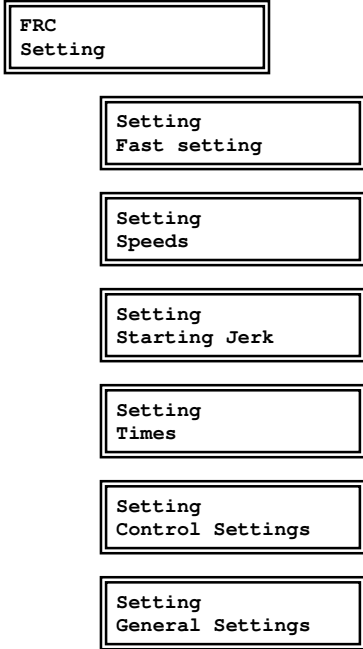 FRC
Setting
Setting
Fast setting
Setting
Speeds
Setting
Starting Jerk
Setting
Times
Setting
Control Settings
Setting
General Settings